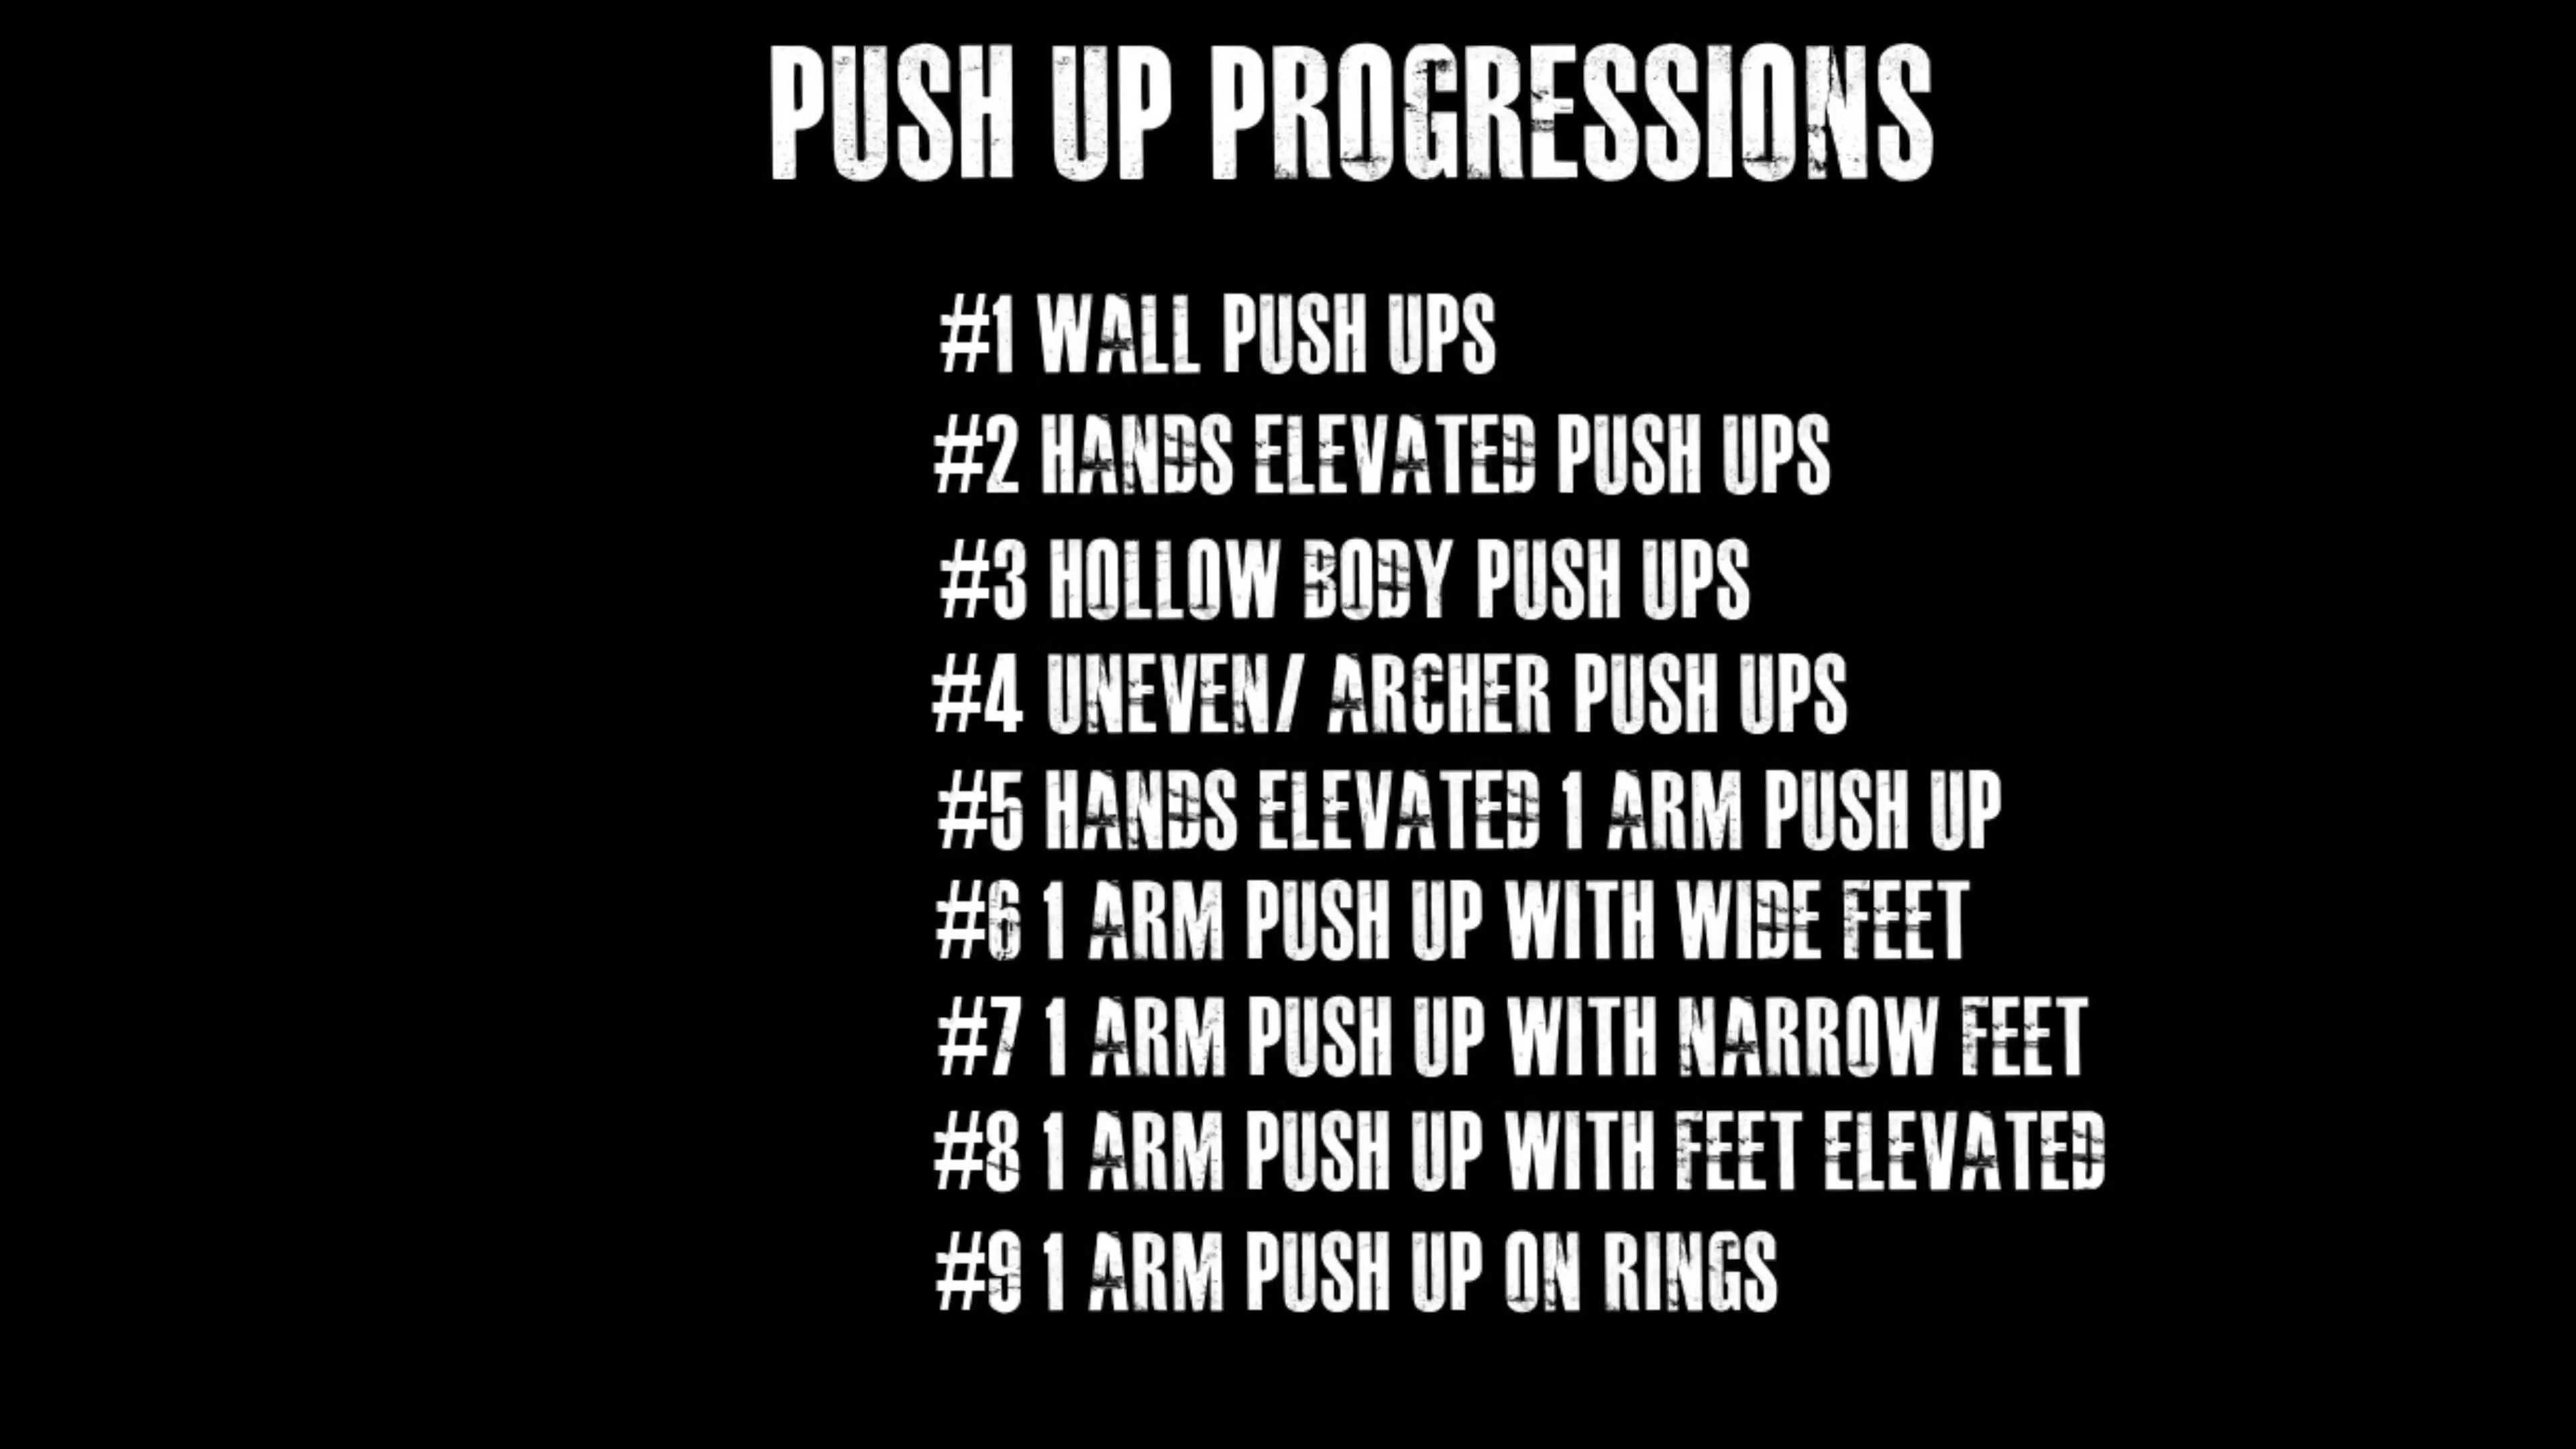 PUSH UP PROGRESSIONS
#1 WALL PUSH UPS
#2 HANDS ELEVATED PUSH UPS
#3 HOLLOW BODY PUSH UPS
#4 UNEVEN/ ARCHER PUSH UPS
#5 HANDS ELEVATED 1 ARM PUSH UP
#6 1 ARM PUSH UP WITH WIDE FEET
#7 1 ARM PUSH UP WITH NARROW FEET
#8 1 ARM PUSH UP WITH FEET ELEVATED
#9 1 ARM PUSH UP ON RINGS